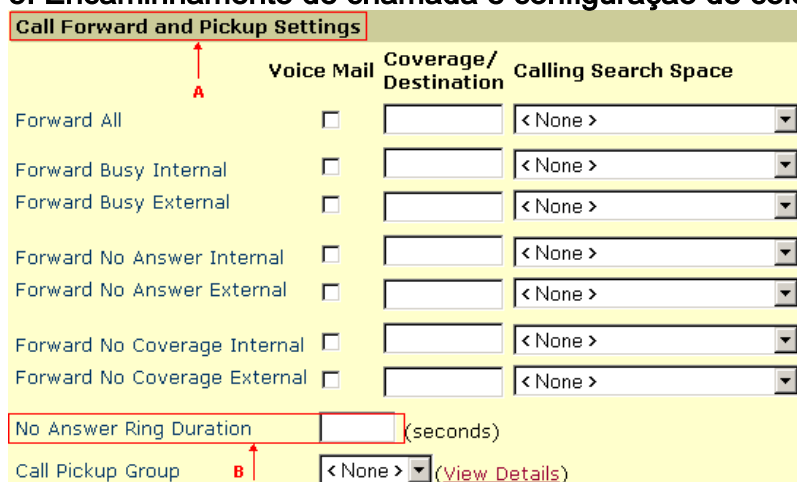 Call Forward and Pickup Settings
A
Voice Mail Coverage/ Destination Calling Search Space
Forward All < None >
Forward Busy Internal < None >
Forward Busy External < None >
Forward No Answer Internal < None >
Forward No Answer External < None >
Forward No Coverage Internal < None >
Forward No Coverage External < None >
No Answer Ring Duration (seconds)
Call Pickup Group B < None > (View Details)